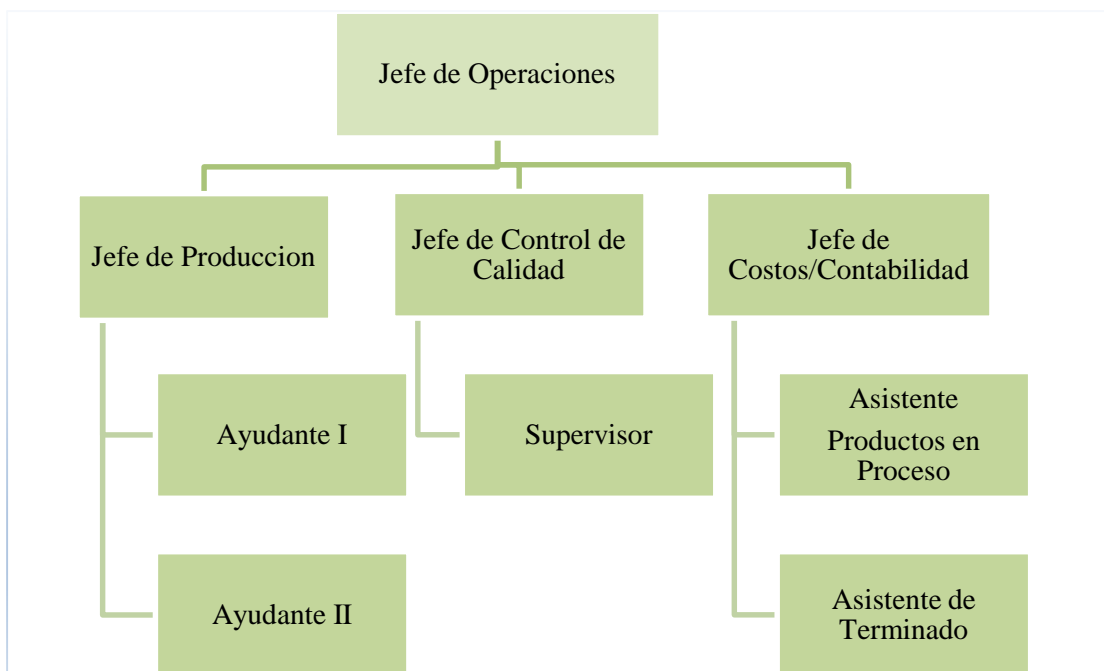 Jefe de Operaciones
Jefe de Produccion
Jefe de Control de
Calidad
Jefe de
Costos/Contabilidad
Ayudante I
Supervisor
Asistente
Productos en
Proceso
Ayudante II
Asistente de
Terminado